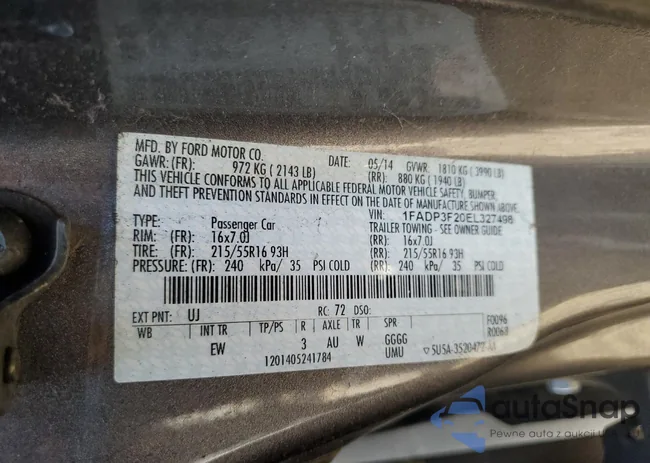 MFD. BY FORD MOTOR CO. DATE: 05/14 GVWR: 1810 KG (3990 LB)
GAWR: (FR): 972 KG (2143 LB) (RR): 880 KG (1940 LB)
THIS VEHICLE CONFORMS TO ALL APPLICABLE FEDERAL MOTOR VEHICLE SAFETY, BUMPER,
AND THEFT PREVENTION STANDARDS IN EFFECT ON THE DATE OF MANUFACTURE SHOWN ABOVE.
VIN: 1FADP3F20EL327498
TYPE: Passenger Car TRAILER TOWING - SEE OWNER GUIDE
RIM: (FR): 16x7.0J (RR): 16x7.0J
TIRE: (FR): 215/55R16 93H (RR): 215/55R16 93H
PRESSURE: (FR): 240 kPa/ 35 PSI COLD (RR): 240 kPa/ 35 PSI COLD
EXT PNT: UJ RC: 72 DSO: F0096
WB INT TR TP/PS R AXLE TR SPR R0068
EW 3 AU W GGGG
1201405241784 UMU
autoSnap
Pewne auta z aukcji